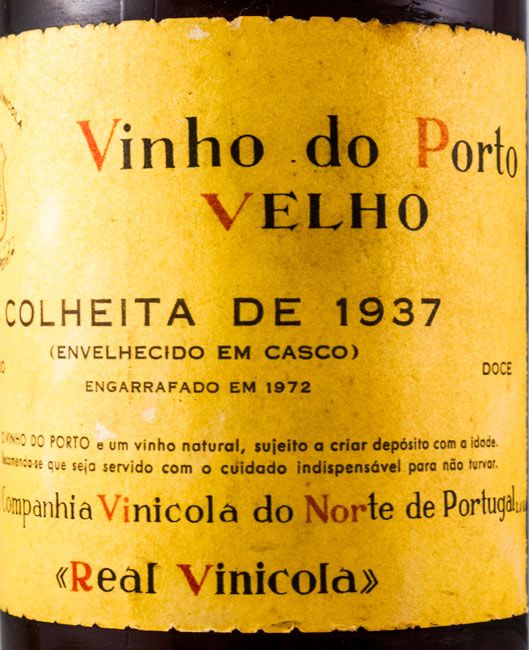 Vinho do Porto
VELHO
COLHEITA DE 1937
(ENVELHECIDO EM CASCO)
DOCE
ENGARRAFADO EM 1972
VINHO DO PORTO e um vinho natural, sujeito a criar depósito com a idade.
Recomenda-se que seja servido com o cuidado indispensável para não turvar.
Companhia Vinicola do Norte de Portugal
«Real Vinicola»